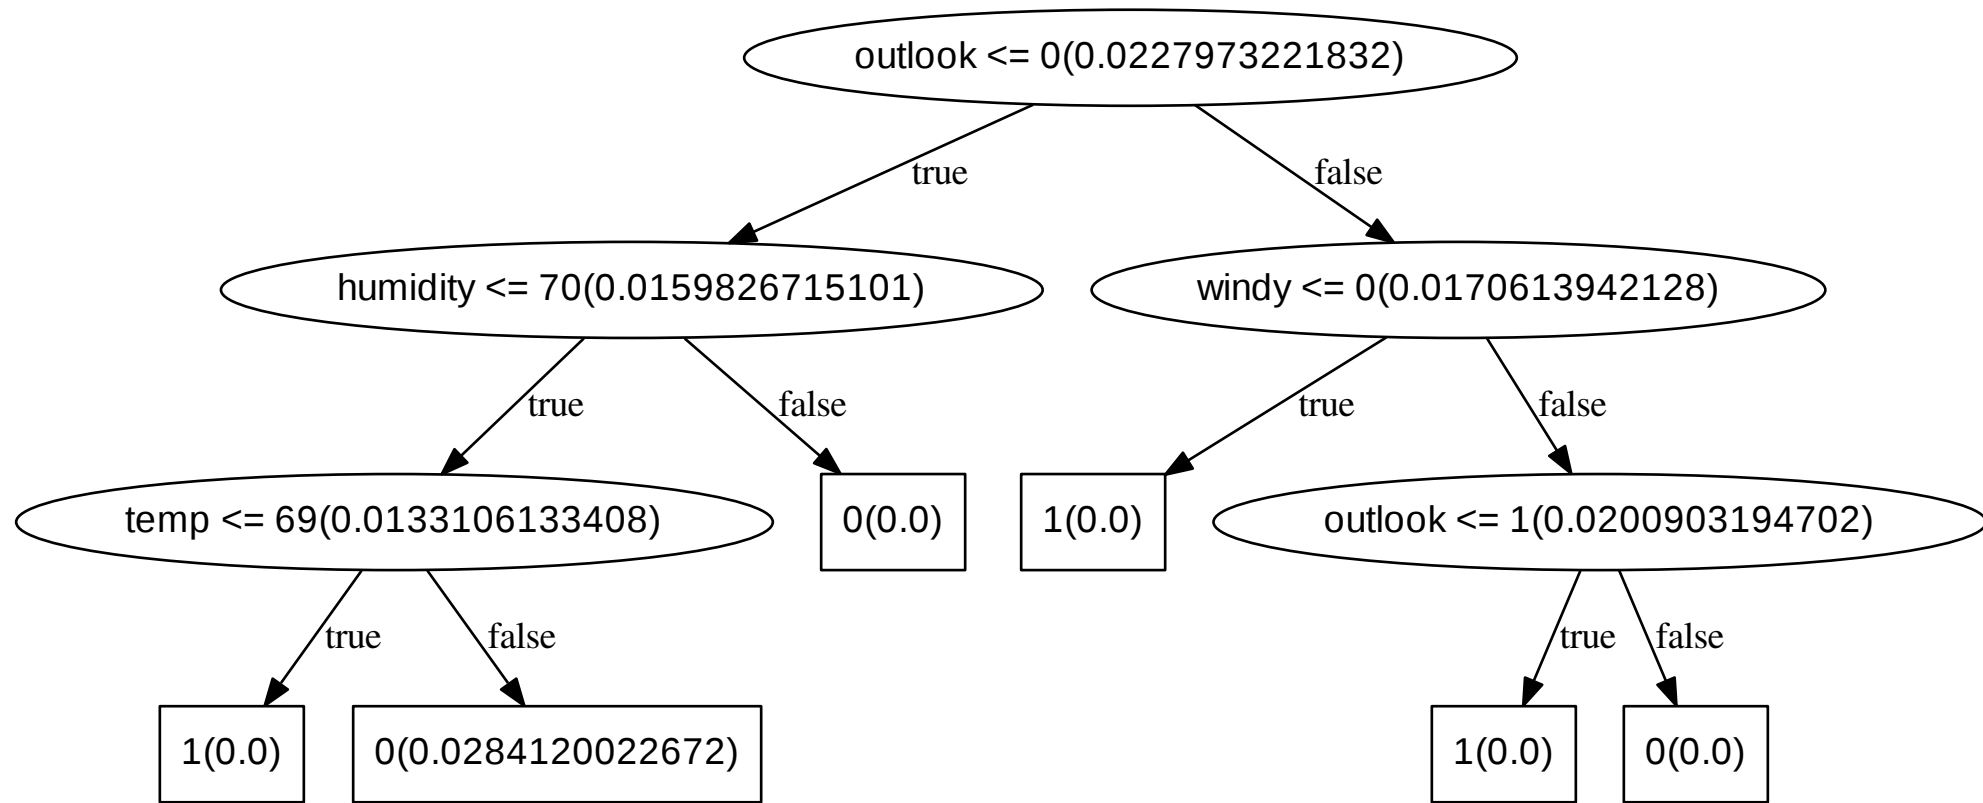 outlook <= 0(0.0227973221832)
true
false
humidity <= 70(0.0159826715101)
windy <= 0(0.0170613942128)
true
false
true
false
temp <= 69(0.0133106133408)
0(0.0)
1(0.0)
outlook <= 1(0.0200903194702)
true
false
true
false
1(0.0)
0(0.0284120022672)
1(0.0)
0(0.0)